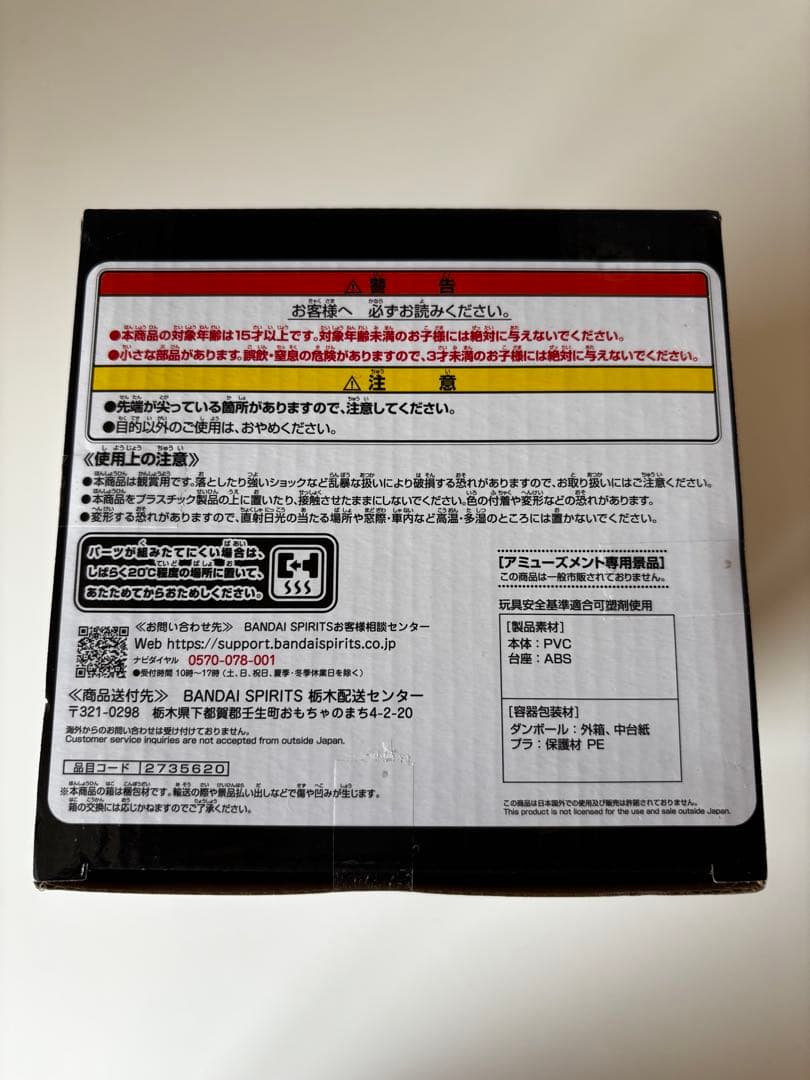 ⚠警 告
お客様へ 必ずお読みください。
●本商品の対象年齢は15才以上です。対象年齢未満のお子様には絶対に与えないでください。
●小さな部品があります。誤飲・窒息の危険がありますので、3才未満のお子様には絶対に与えないでください。
⚠注 意
●先端が尖っている箇所がありますので、注意してください。
●目的以外のご使用は、おやめください。
《使用上の注意》
●本商品は観賞用です。落としたり強いショックなど乱暴な扱いにより破損する恐れがありますので、お取り扱いにはご注意ください。
●本商品をプラスチック製品の上に置いたり、接触させたままにしないでください。色の付着や変形などの恐れがあります。
●変形する恐れがありますので、直射日光の当たる場所や窓際・車内など高温・多湿のところには置かないでください。
パーツが組みたてにくい場合は、
しばらく20℃程度の場所に置いて、
あたためてからおためしください。
[アミューズメント専用景品]
この商品は一般市販されておりません。
玩具安全基準適合可塑剤使用
[製品素材]
本体:PVC
台座:ABS
[容器包装材]
ダンボール:外箱、中台紙
プラ:保護材 PE
≪お問い合わせ先≫ BANDAI SPIRITSお客様相談センター
Web https://support.bandaispirits.co.jp
ナビダイヤル 0570-078-001
●受付時間 10時~17時(土、日、祝日、夏季・冬季休業日を除く)
≪商品送付先≫ BANDAI SPIRITS 栃木配送センター
〒321-0298 栃木県下都賀郡壬生町おもちゃのまち4-2-20
海外からのお問い合わせは受け付けておりません。
Customer service inquiries are not accepted from outside Japan.
品目コード 2735620
※本商品の箱は梱包材です。輸送の際や景品払い出しなどで傷や凹みが生じます。
箱の交換には応じかねますのでご了承ください。
この商品は日本国外での使用及び販売は許諾されておりません。
This product is not licensed for the use and sale outside Japan.